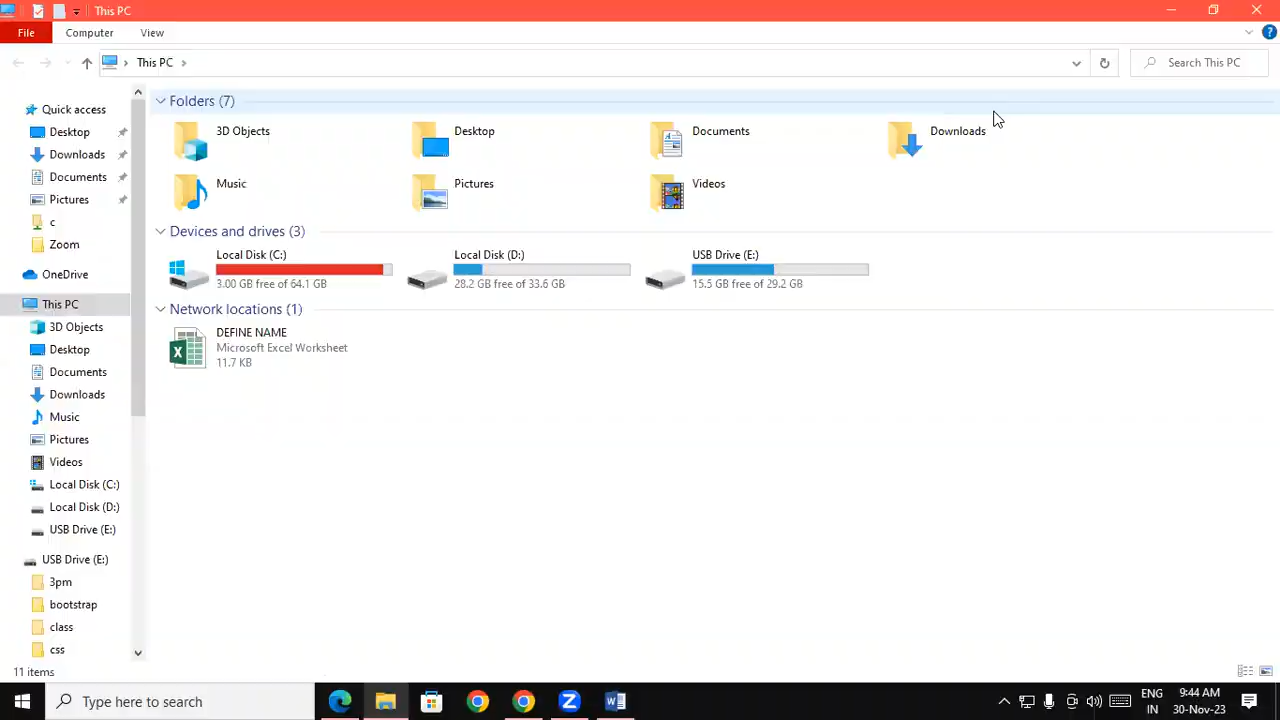 This PC
File Computer View
This PC Search This PC
Quick access
Desktop
Downloads
Documents
Pictures
c
Zoom
OneDrive
This PC
3D Objects
Desktop
Documents
Downloads
Music
Pictures
Videos
Local Disk (C:)
Local Disk (D:)
USB Drive (E:)
USB Drive (E:)
3pm
bootstrap
class
css
Folders (7)
3D Objects Desktop Documents Downloads
Music Pictures Videos
Devices and drives (3)
Local Disk (C:) Local Disk (D:) USB Drive (E:)
3.00 GB free of 64.1 GB 28.2 GB free of 33.6 GB 15.5 GB free of 29.2 GB
Network locations (1)
DEFINE NAME
Microsoft Excel Worksheet
11.7 KB
11 items
Type here to search
ENG
IN
9:44 AM
30-Nov-23